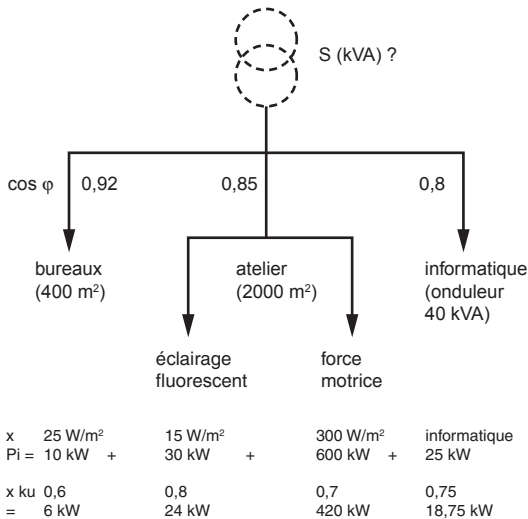 S (kVA) ?
cos φ 0,92 0,85 0,8
bureaux atelier informatique
(400 m²) (2000 m²) (onduleur
40 kVA)
éclairage force
fluorescent motrice
x 25 W/m² 15 W/m² 300 W/m² informatique
Pi = 10 kW + 30 kW + 600 kW + 25 kW
x ku 0,6 0,8 0,7 0,75
= 6 kW 24 kW 420 kW 18,75 kW